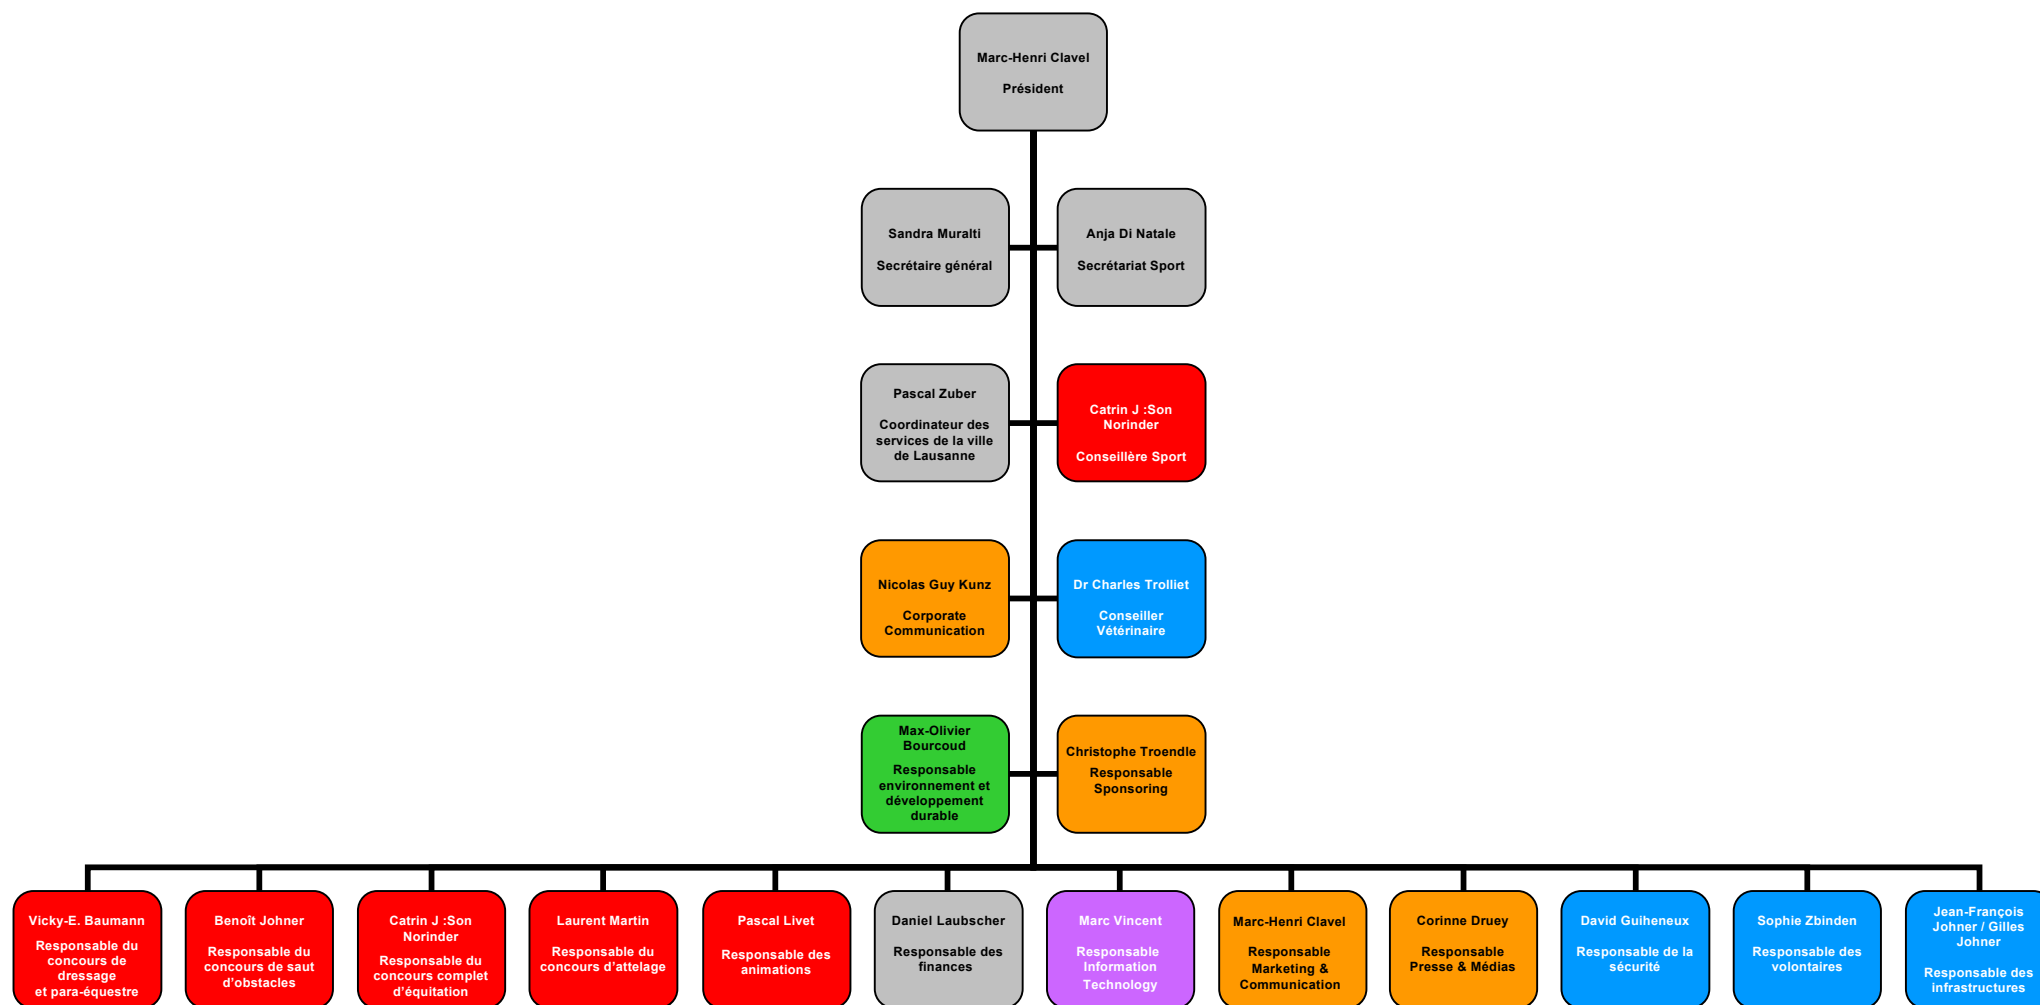 Marc-Henri Clavel
Président
Sandra Muralti
Secrétaire général
Anja Di Natale
Secrétariat Sport
Pascal Zuber
Coordinateur des
services de la ville
de Lausanne
Catrin J :Son
Norinder
Conseillère Sport
Nicolas Guy Kunz
Corporate
Communication
Dr Charles Trolliet
Conseiller
Vétérinaire
Max-Olivier
Bourcoud
Responsable
environnement et
développement
durable
Christophe Troendle
Responsable
Sponsoring
Vicky-E. Baumann
Responsable du
concours de
dressage
et para-équestre
Benoît Johner
Responsable du
concours de saut
d'obstacles
Catrin J :Son
Norinder
Responsable du
concours complet
d'équitation
Laurent Martin
Responsable du
concours d'attelage
Pascal Livet
Responsable des
animations
Daniel Laubscher
Responsable des
finances
Marc Vincent
Responsable
Information
Technology
Marc-Henri Clavel
Responsable
Marketing &
Communication
Corinne Druey
Responsable
Presse & Médias
David Guiheneux
Responsable de la
sécurité
Sophie Zbinden
Responsable des
volontaires
Jean-François
Johner / Gilles
Johner
Responsable des
infrastructures